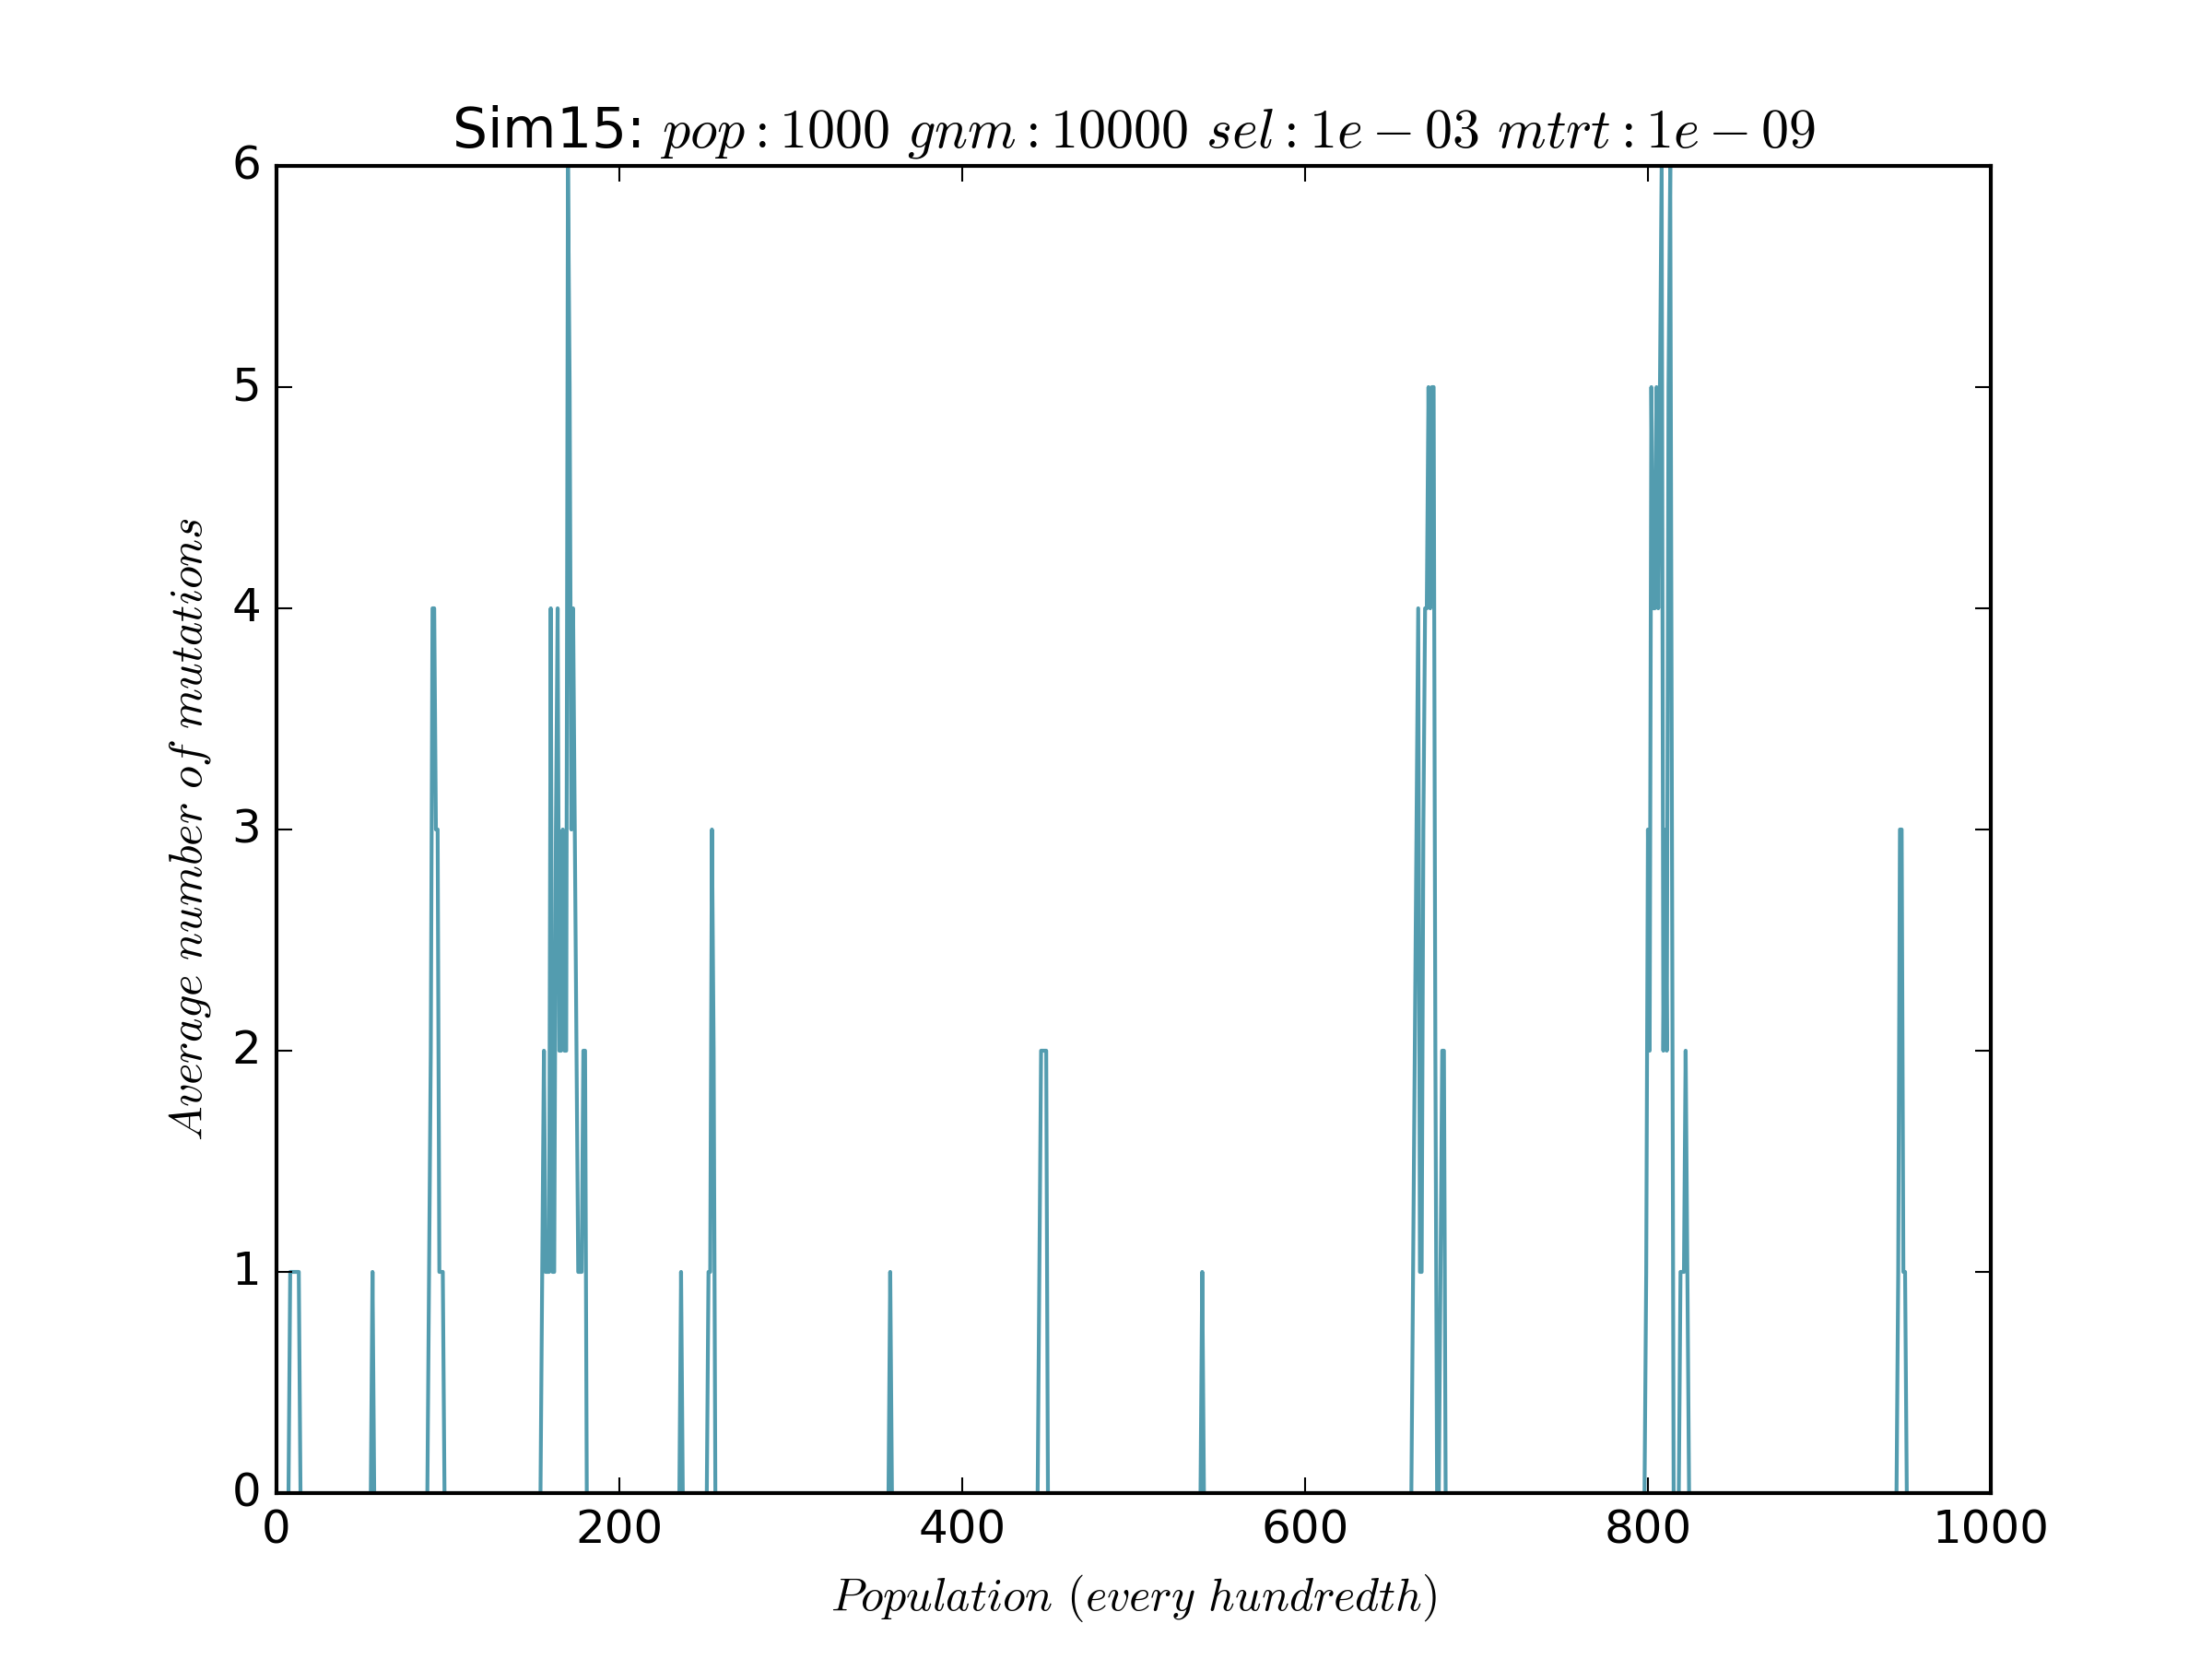 Sim15: pop : 1000 gnm : 10000 sel : 1e − 03 mtrt : 1e − 09
6
5
4
3
2
1
0
Average number of mutations
0 200 400 600 800 1000
Population (every hundredth)